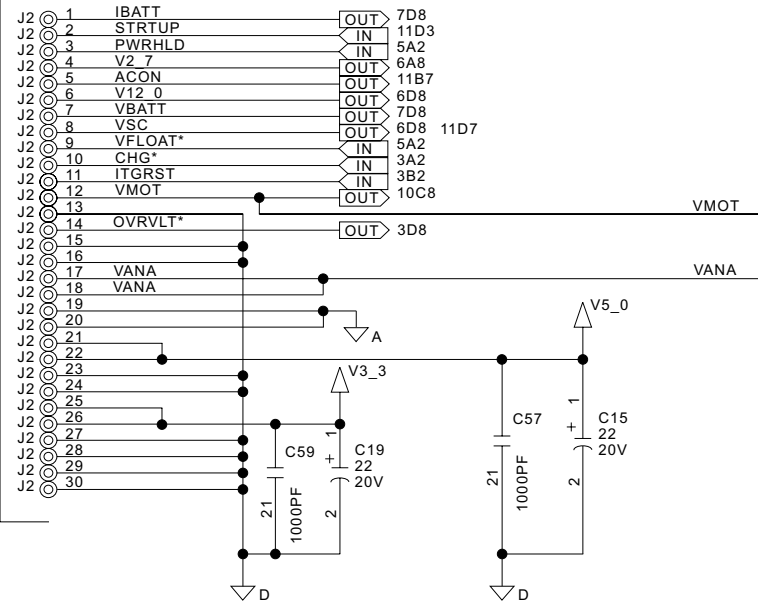 J2 1 IBATT OUT 7D8
J2 2 STRTUP IN 11D3
J2 3 PWRHLD IN 5A2
J2 4 V2_7 OUT 6A8
J2 5 ACON OUT 11B7
J2 6 V12_0 OUT 6D8
J2 7 VBATT OUT 7D8
J2 8 VSC OUT 6D8 11D7
J2 9 VFLOAT* IN 5A2
J2 10 CHG* IN 3A2
J2 11 ITGRST IN 3B2
J2 12 VMOT OUT 10C8
J2 13 VMOT
J2 14 OVRVLT* OUT 3D8
J2 15
J2 16
J2 17 VANA VANA
J2 18 VANA
J2 19
J2 20 A
V5_0
J2 21
J2 22
J2 23 V3_3
J2 24
J2 25
J2 26
J2 27
J2 28
J2 29
J2 30
C59
21
1000PF
1
+
C19
22
20V
2
C57
21
1000PF
1
+
C15
22
20V
2
D
D